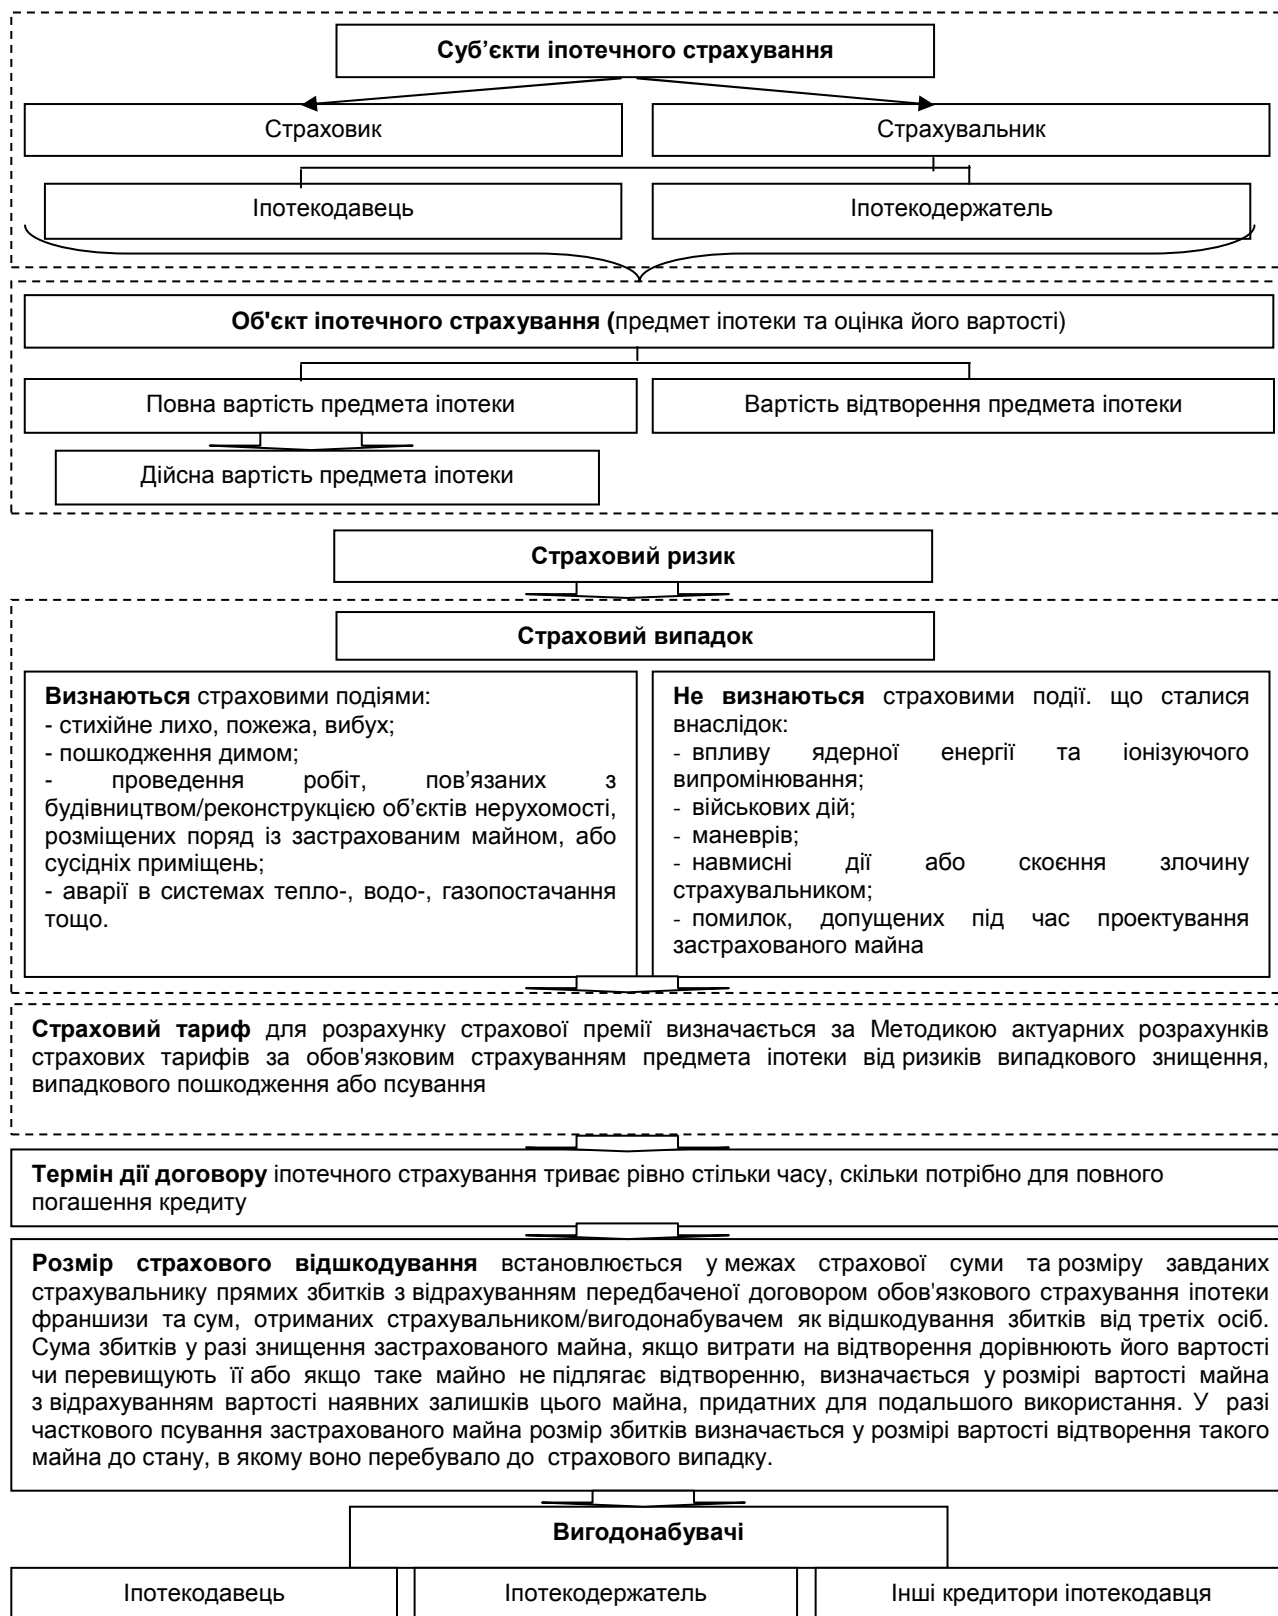 Суб’єкти іпотечного страхування
Страховик
Страхувальник
Іпотекодавець
Іпотекодержатель
Об'єкт іпотечного страхування (предмет іпотеки та оцінка його вартості)
Повна вартість предмета іпотеки
Вартість відтворення предмета іпотеки
Дійсна вартість предмета іпотеки
Страховий ризик
Страховий випадок
Визнаються страховими подіями:
- стихійне лихо, пожежа, вибух;
- пошкодження димом;
- проведення робіт, пов’язаних з
будівництвом/реконструкцією об’єктів нерухомості,
розміщених поряд із застрахованим майном, або
сусідніх приміщень;
- аварії в системах тепло-, водо-, газопостачання
тощо.
Не визнаються страховими події. що сталися
внаслідок:
- впливу ядерної енергії та іонізуючого
випромінювання;
- військових дій;
- маневрів;
- навмисні дії або скоєння злочину
страхувальником;
- помилок, допущених під час проектування
застрахованого майна
Страховий тариф для розрахунку страхової премії визначається за Методикою актуарних розрахунків
страхових тарифів за обов'язковим страхуванням предмета іпотеки від ризиків випадкового знищення,
випадкового пошкодження або псування
Термін дії договору іпотечного страхування триває рівно стільки часу, скільки потрібно для повного
погашення кредиту
Розмір страхового відшкодування встановлюється у межах страхової суми та розміру завданих
страхувальнику прямих збитків з відрахуванням передбаченої договором обов'язкового страхування іпотеки
франшизи та сум, отриманих страхувальником/вигодонабувачем як відшкодування збитків від третіх осіб.
Сума збитків у разі знищення застрахованого майна, якщо витрати на відтворення дорівнюють його вартості
чи перевищують її або якщо таке майно не підлягає відтворенню, визначається у розмірі вартості майна
з відрахуванням вартості наявних залишків цього майна, придатних для подальшого використання. У разі
часткового псування застрахованого майна розмір збитків визначається у розмірі вартості відтворення такого
майна до стану, в якому воно перебувало до страхового випадку.
Вигодонабувачі
Іпотекодавець
Іпотекодержатель
Інші кредитори іпотекодавця